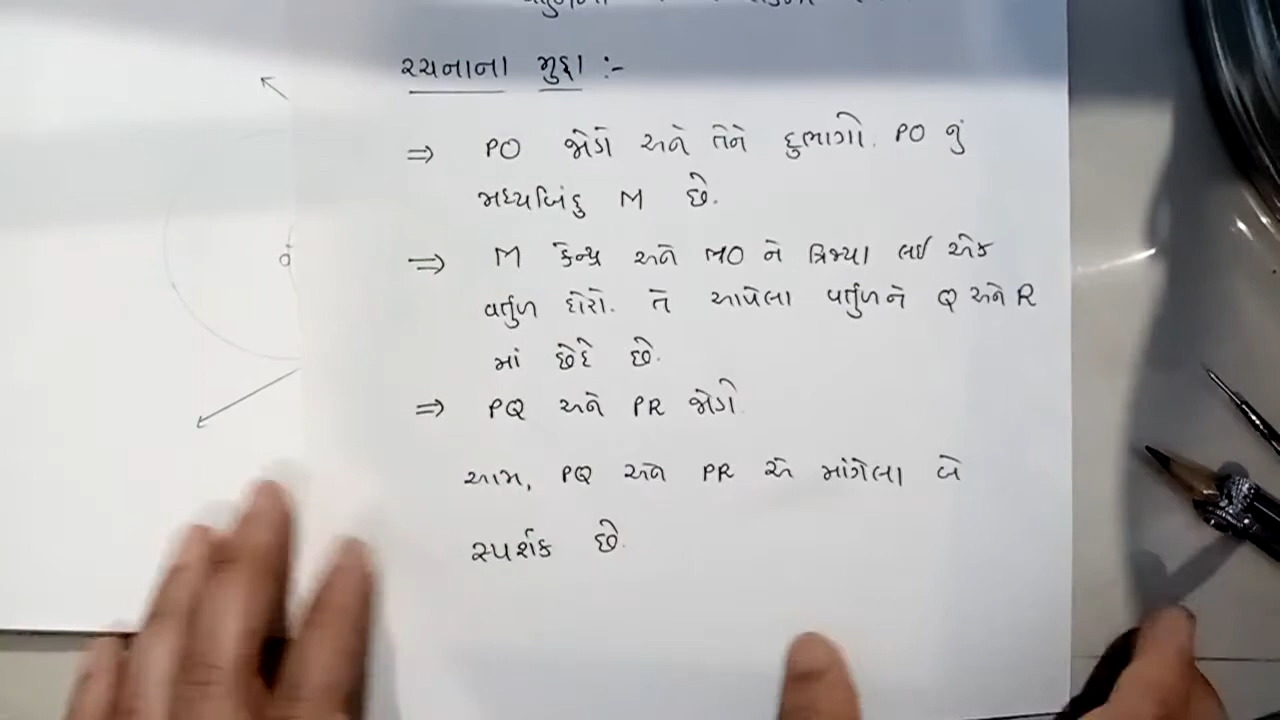 રચનાના મુદ્દા :-
⇒ PO જોડો અને તેને દુભાગો. PO નું
મધ્યબિંદુ M છે.
⇒ M કેન્દ્ર અને MO ને ત્રિજ્યા લઈ એક
વર્તુળ દોરો. તે આપેલા વર્તુળને Q અને R
માં છેદે છે.
⇒ PQ અને PR જોડો.
આમ, PQ અને PR એ માંગેલા બે
સ્પર્શક છે.